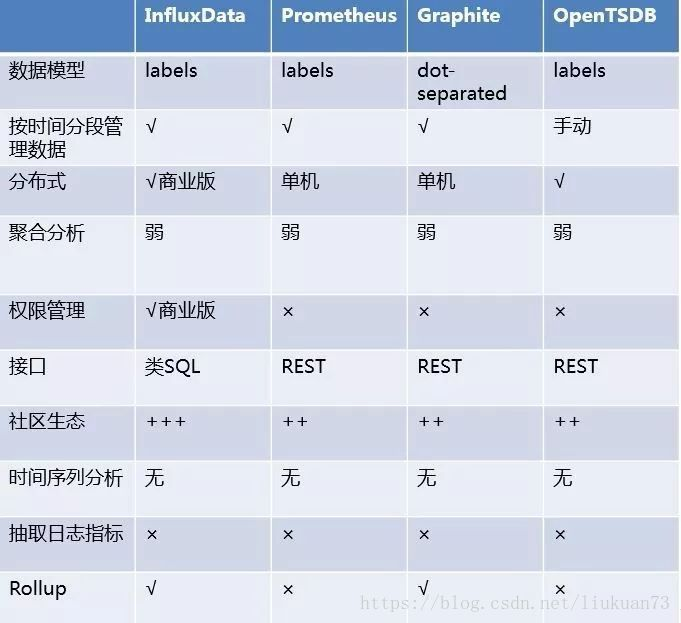 InfluxData Prometheus Graphite OpenTSDB
数据模型 labels labels dot-separated labels
按时间分段管理数据 √ √ √ 手动
分布式 √商业版 单机 单机 √
聚合分析 弱 弱 弱 弱
权限管理 √商业版 × × ×
接口 类SQL REST REST REST
社区生态 +++ ++ ++ ++
时间序列分析 无 无 无 无
抽取日志指标 × × × ×
Rollup √ × √ ×
https://blog.csdn.net/liukuan73